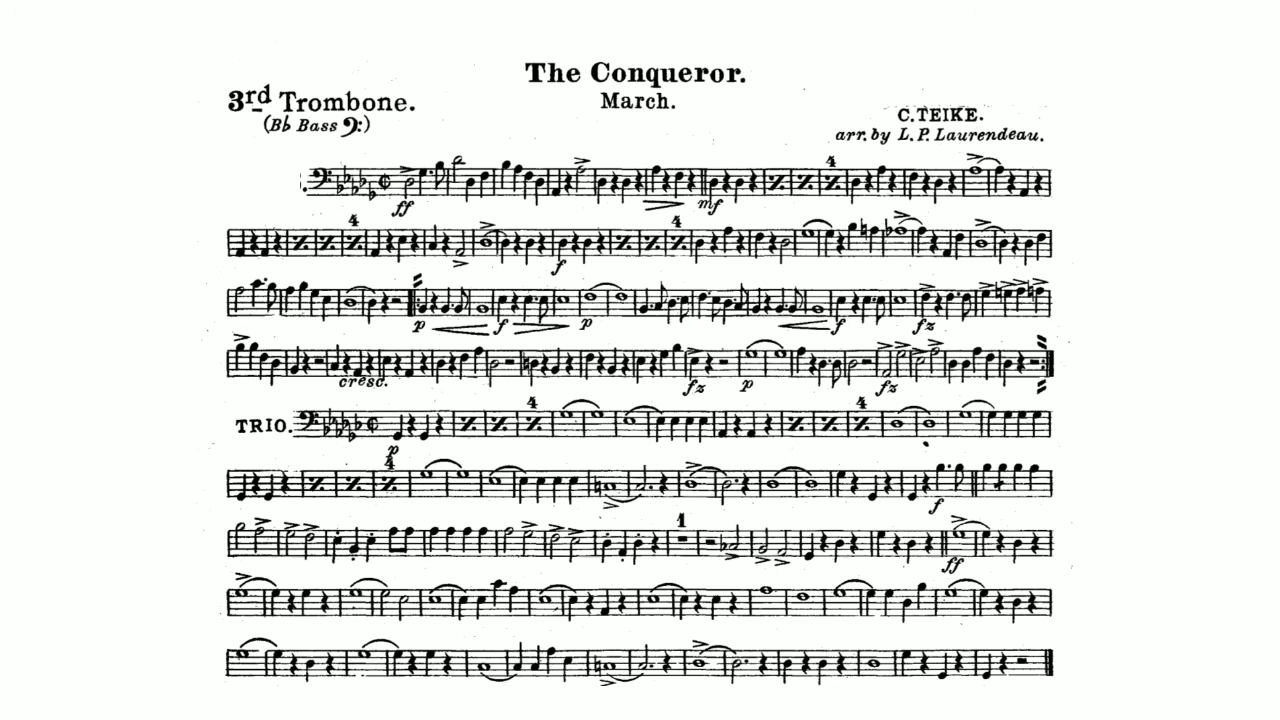 The Conqueror.
3rd Trombone.
March.
(B♭ Bass 𝄢:)
C. TEIKE.
arr. by L. P. Laurendeau.
4
ff
mf
4
4
f
p
f
p
f
fz
cresc.
fz
p
fz
TRIO.
4
4
p
4
f
1
ff